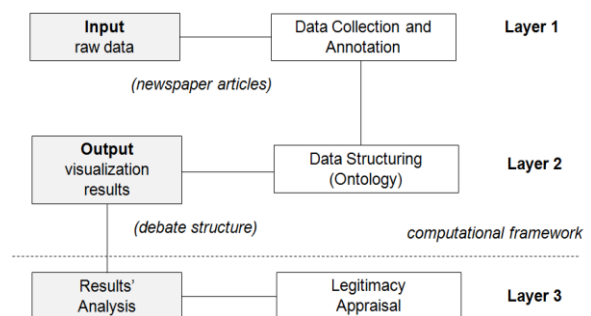 Input
raw data
Data Collection and
Annotation
Layer 1
(newspaper articles)
Output
visualization
results
Data Structuring
(Ontology)
Layer 2
(debate structure)
computational framework
Results'
Analysis
Legitimacy
Appraisal
Layer 3